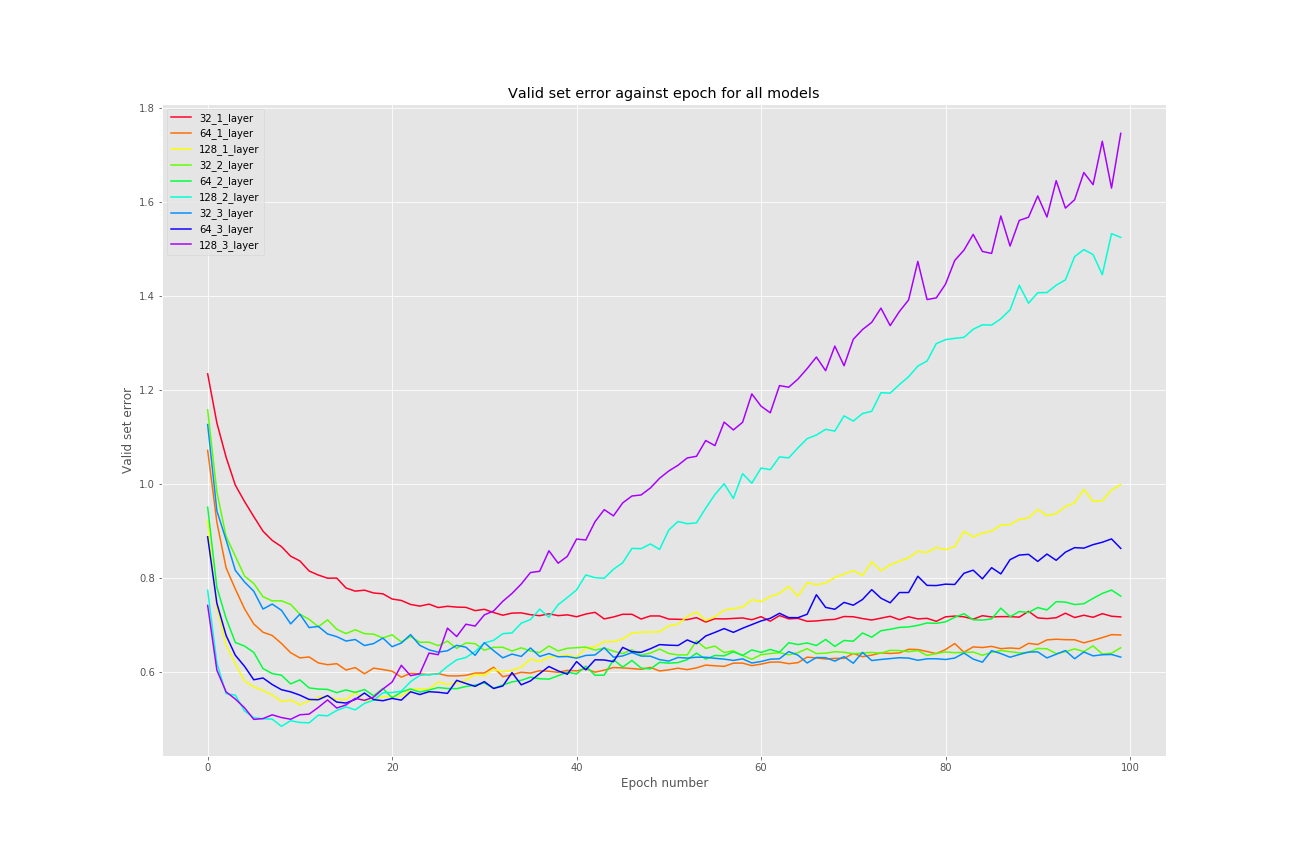 Valid set error against epoch for all models
1.8
1.6
1.4
1.2
1.0
0.8
0.6
Valid set error
32_1_layer
64_1_layer
128_1_layer
32_2_layer
64_2_layer
128_2_layer
32_3_layer
64_3_layer
128_3_layer
0 20 40 60 80 100
Epoch number